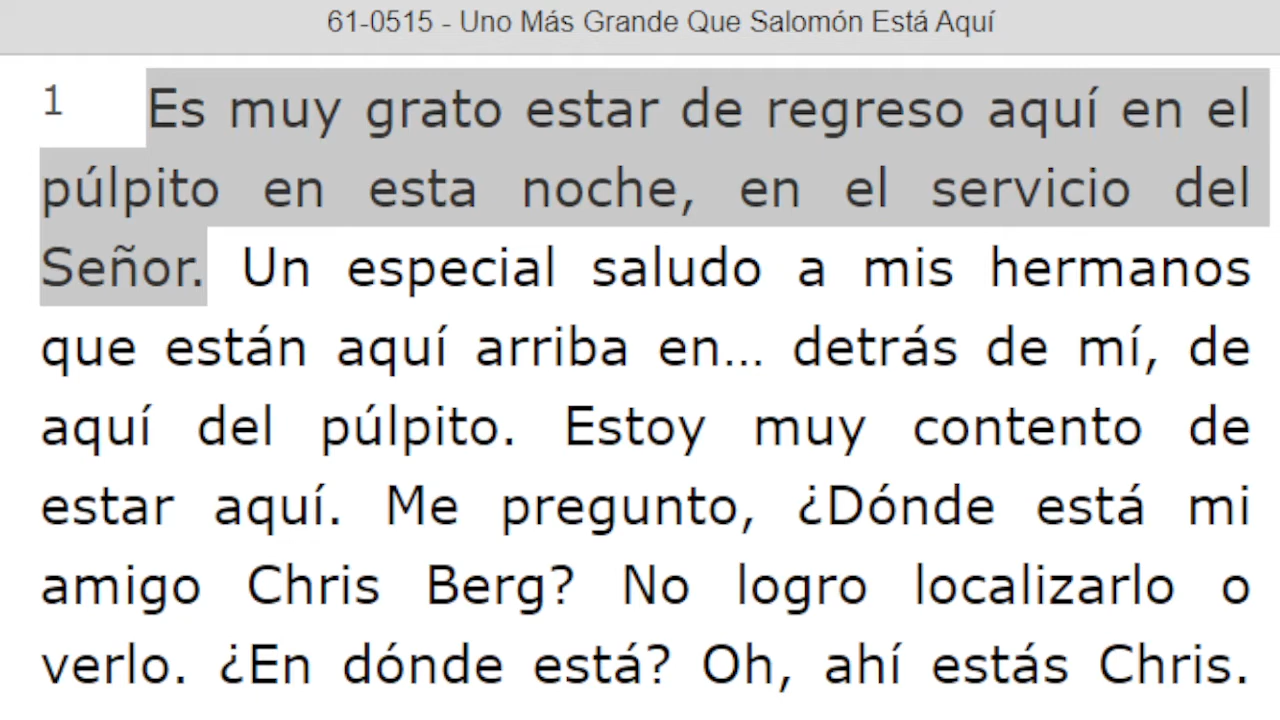 61-0515 - Uno Más Grande Que Salomón Está Aquí
1 Es muy grato estar de regreso aquí en el
púlpito en esta noche, en el servicio del
Señor. Un especial saludo a mis hermanos
que están aquí arriba en... detrás de mí, de
aquí del púlpito. Estoy muy contento de
estar aquí. Me pregunto, ¿Dónde está mi
amigo Chris Berg? No logro localizarlo o
verlo. ¿En dónde está? Oh, ahí estás Chris.